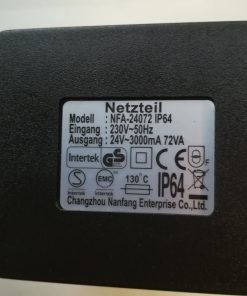 Netzteil
Modell : NFA-24072 IP64
Eingang : 230V~50Hz
Ausgang : 24V~3000mA 72VA
Intertek GS
S EMC 130°C IP64
Changzhou Nanfang Enterprise Co.,Ltd.